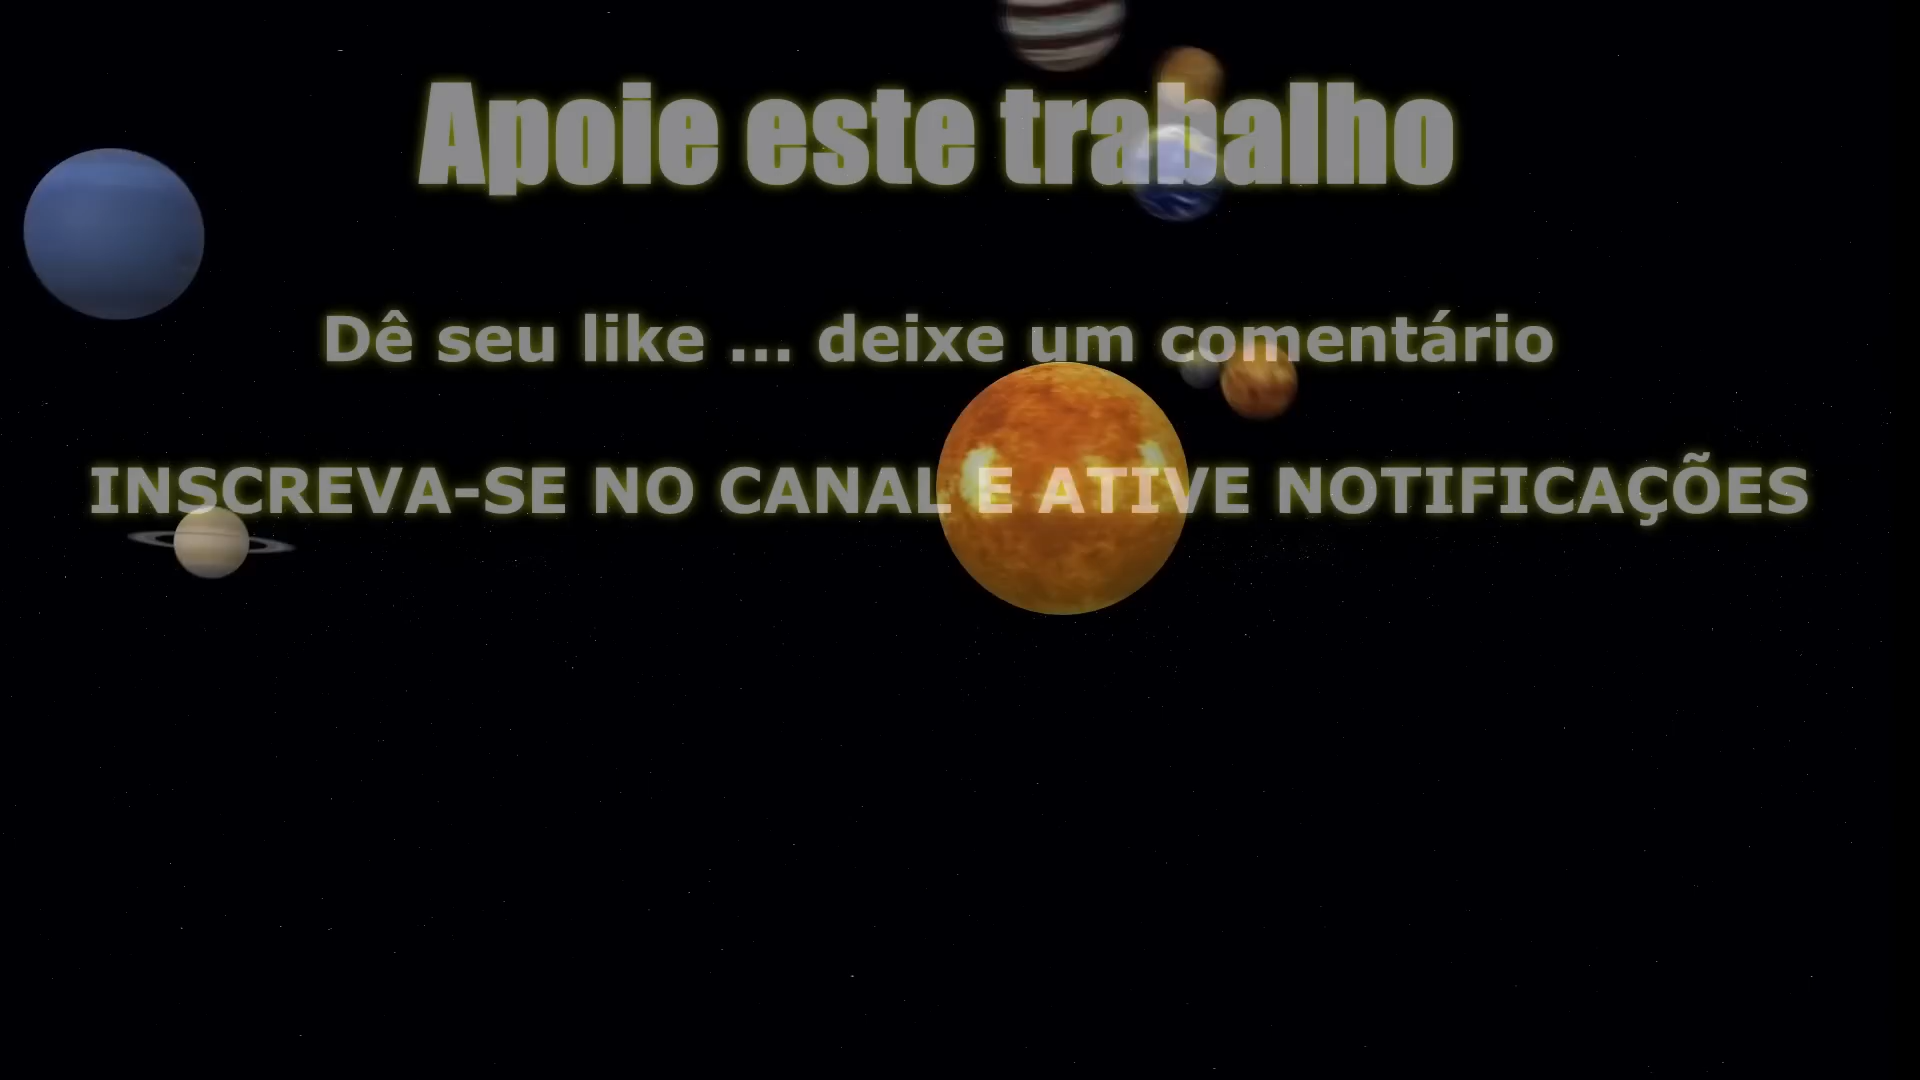 Apoie este trabalho
Dê seu like ... deixe um comentário
INSCREVA-SE NO CANAL E ATIVE NOTIFICAÇÕES